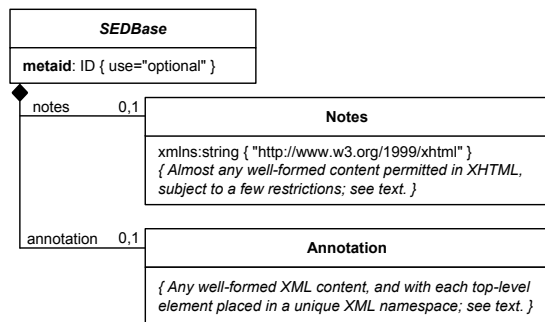 SEDBase
metaid: ID { use="optional" }
notes 0,1
Notes
xmlns:string { "http://www.w3.org/1999/xhtml" }
{ Almost any well-formed content permitted in XHTML,
subject to a few restrictions; see text. }
annotation 0,1
Annotation
{ Any well-formed XML content, and with each top-level
element placed in a unique XML namespace; see text. }